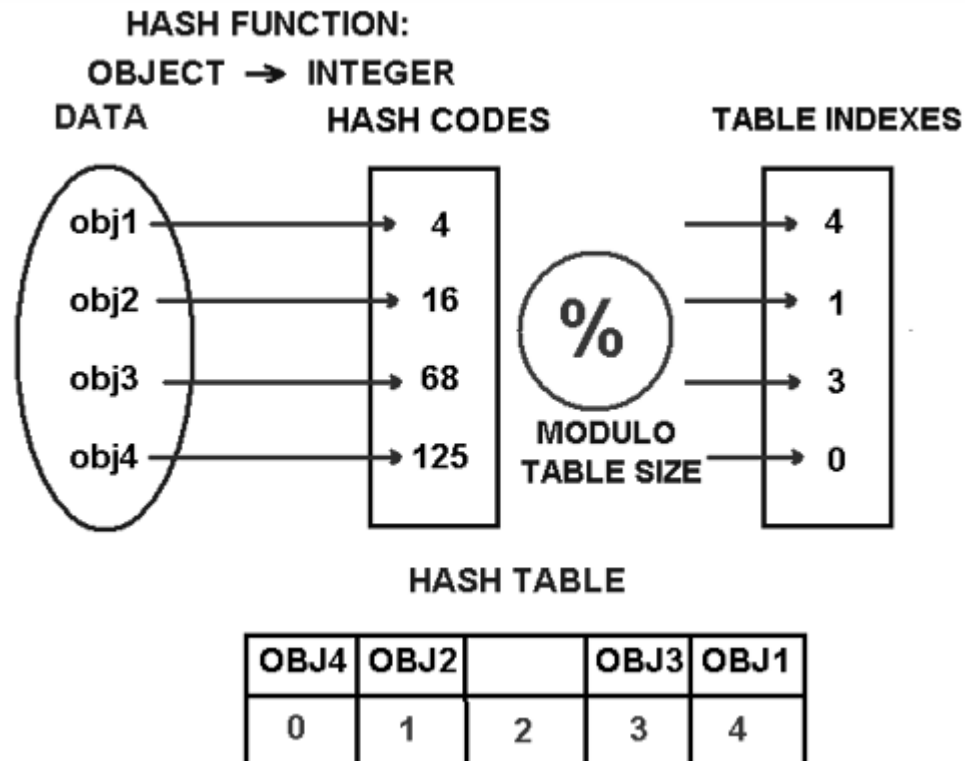 HASH FUNCTION:
OBJECT → INTEGER
DATA HASH CODES TABLE INDEXES
obj1 4 4
obj2 16 1
obj3 68 3
obj4 125 0
%
MODULO
TABLE SIZE
HASH TABLE
OBJ4 OBJ2 OBJ3 OBJ1
0 1 2 3 4